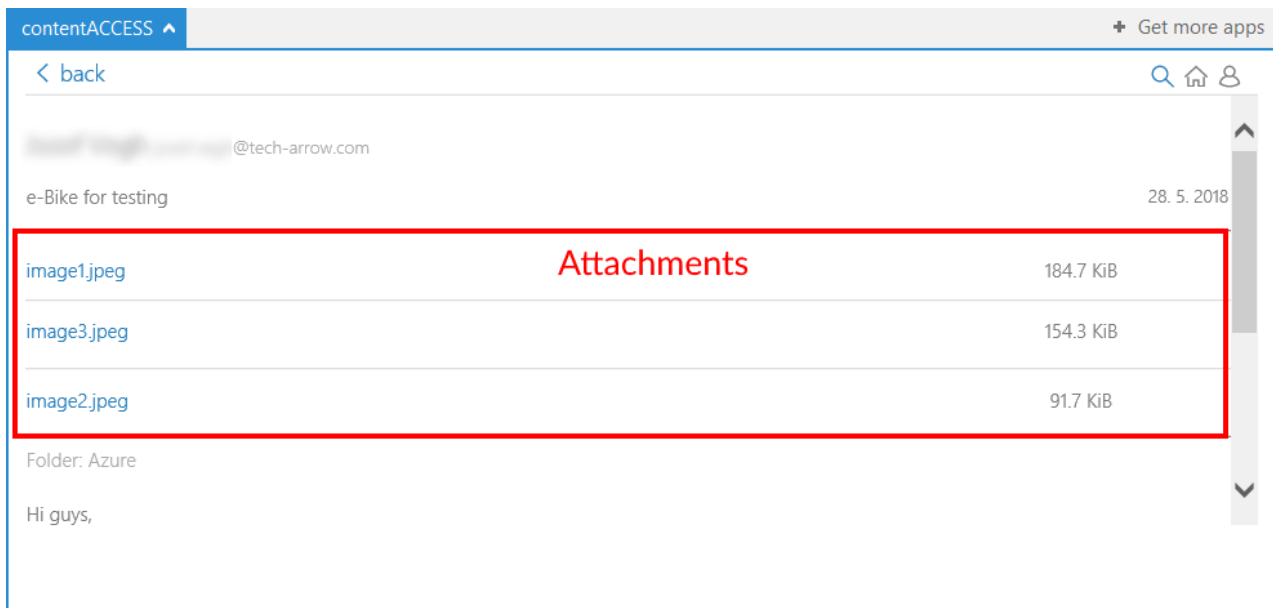 contentACCESS
+ Get more apps
back
@tech-arrow.com
e-Bike for testing 28. 5. 2018
Attachments
image1.jpeg 184.7 KiB
image3.jpeg 154.3 KiB
image2.jpeg 91.7 KiB
Folder: Azure
Hi guys,